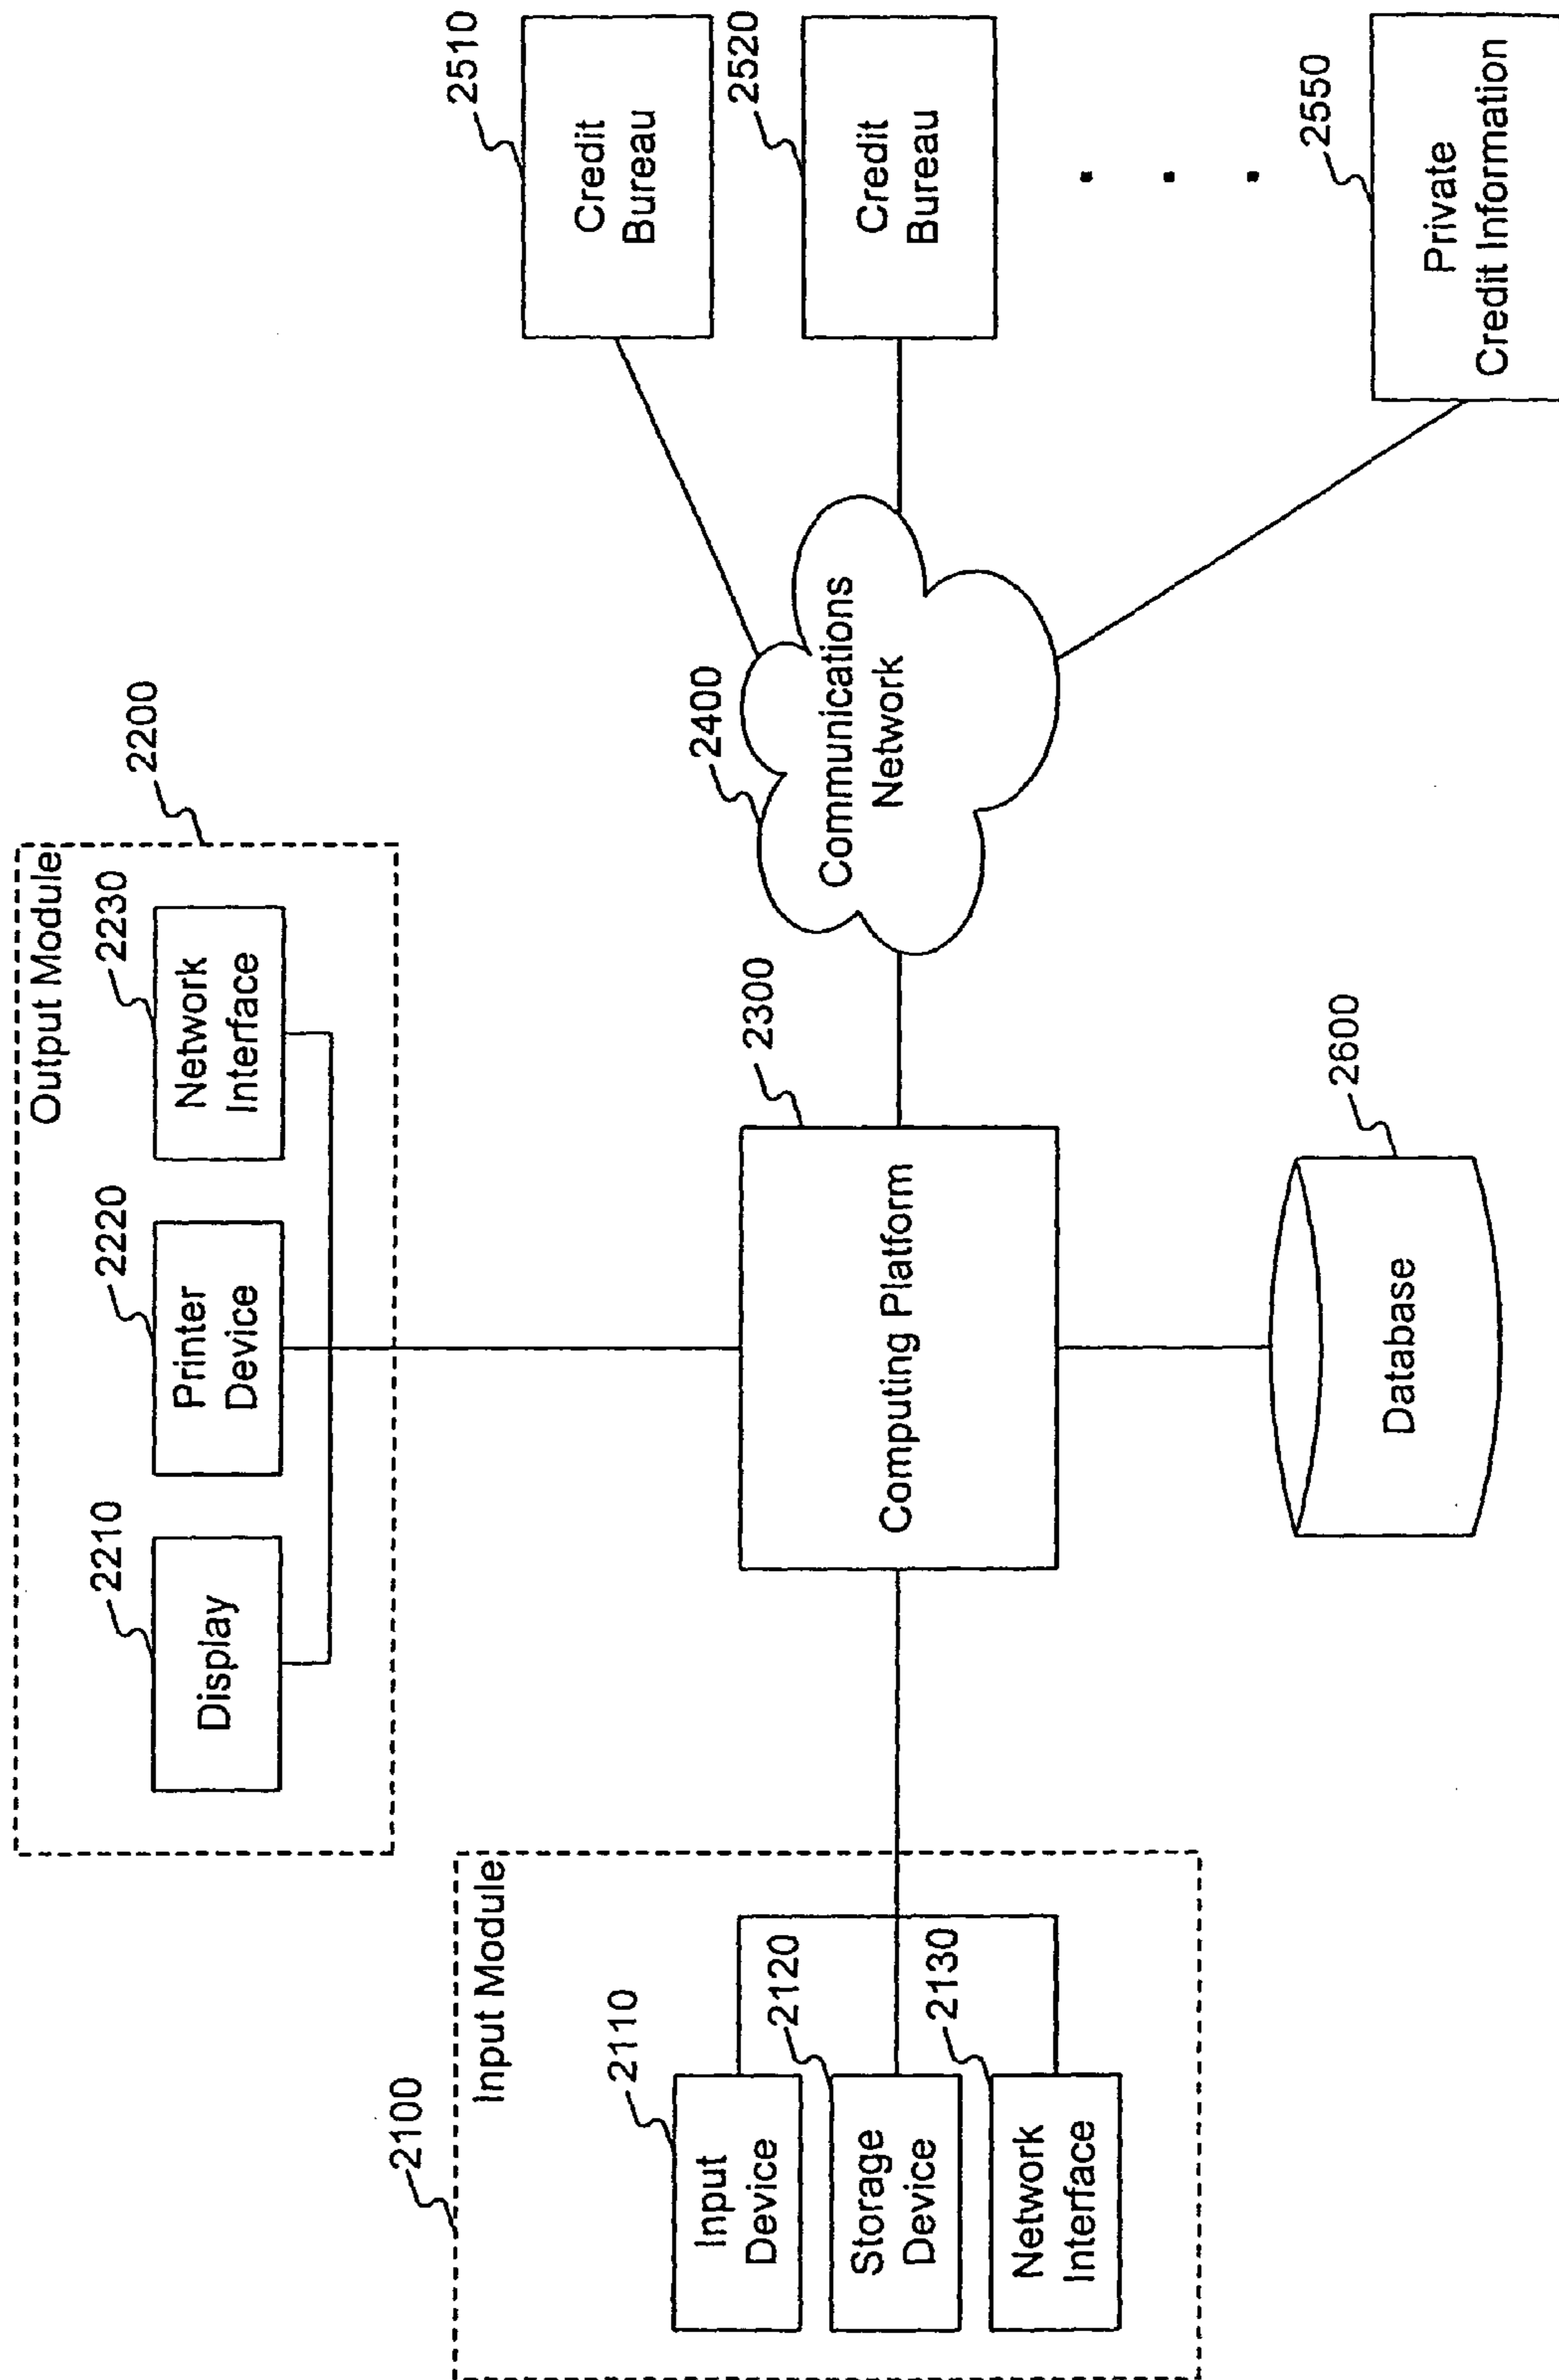 2200
Output Module
2210
Display
2220
Printer
Device
2230
Network
Interface
2100
Input Module
2110
Input
Device
2120
Storage
Device
2130
Network
Interface
2300
Computing Platform
2600
Database
2400
Communications
Network
2510
Credit
Bureau
2520
Credit
Bureau
. . .
2550
Private
Credit Information